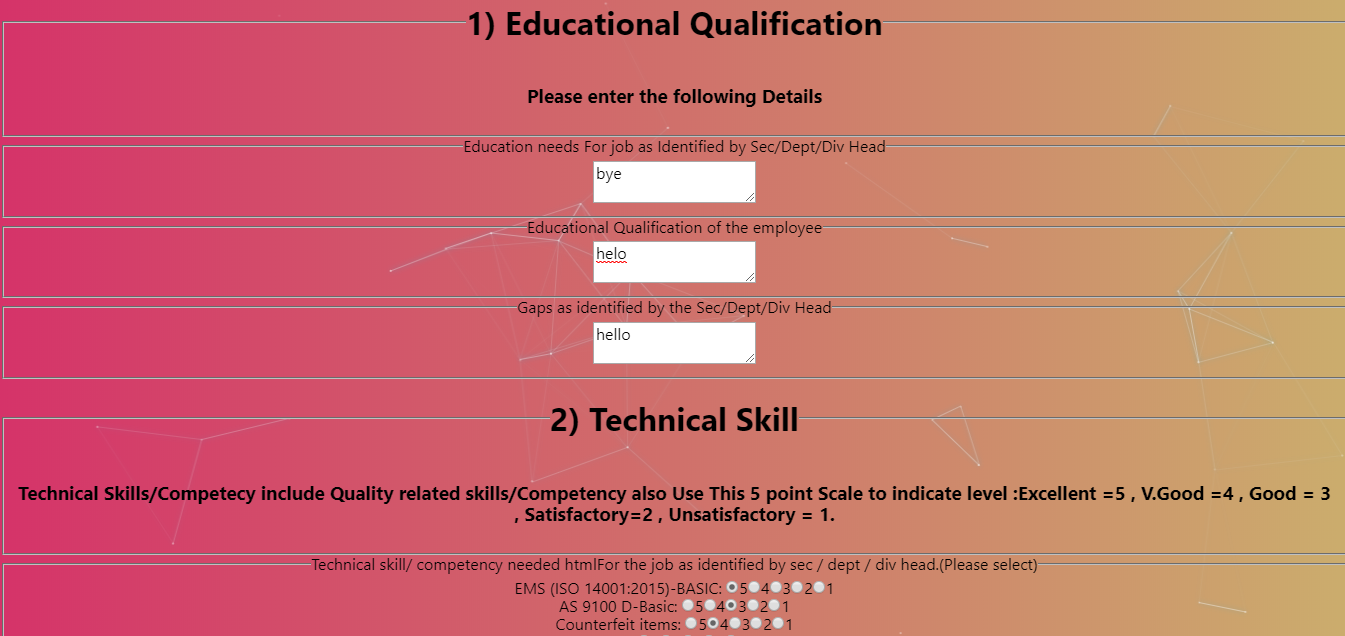 1) Educational Qualification
Please enter the following Details
Education needs For job as Identified by Sec/Dept/Div Head
bye
Educational Qualification of the employee
helo
Gaps as identified by the Sec/Dept/Div Head
hello
2) Technical Skill
Technical Skills/Competecy include Quality related skills/Competency also Use This 5 point Scale to indicate level :Excellent =5 , V.Good =4 , Good = 3
, Satisfactory=2 , Unsatisfactory = 1.
Technical skill/ competency needed htmlFor the job as identified by sec / dept / div head.(Please select)
EMS (ISO 14001:2015)-BASIC: 5 4 3 2 1
AS 9100 D-Basic: 5 4 3 2 1
Counterfeit items: 5 4 3 2 1